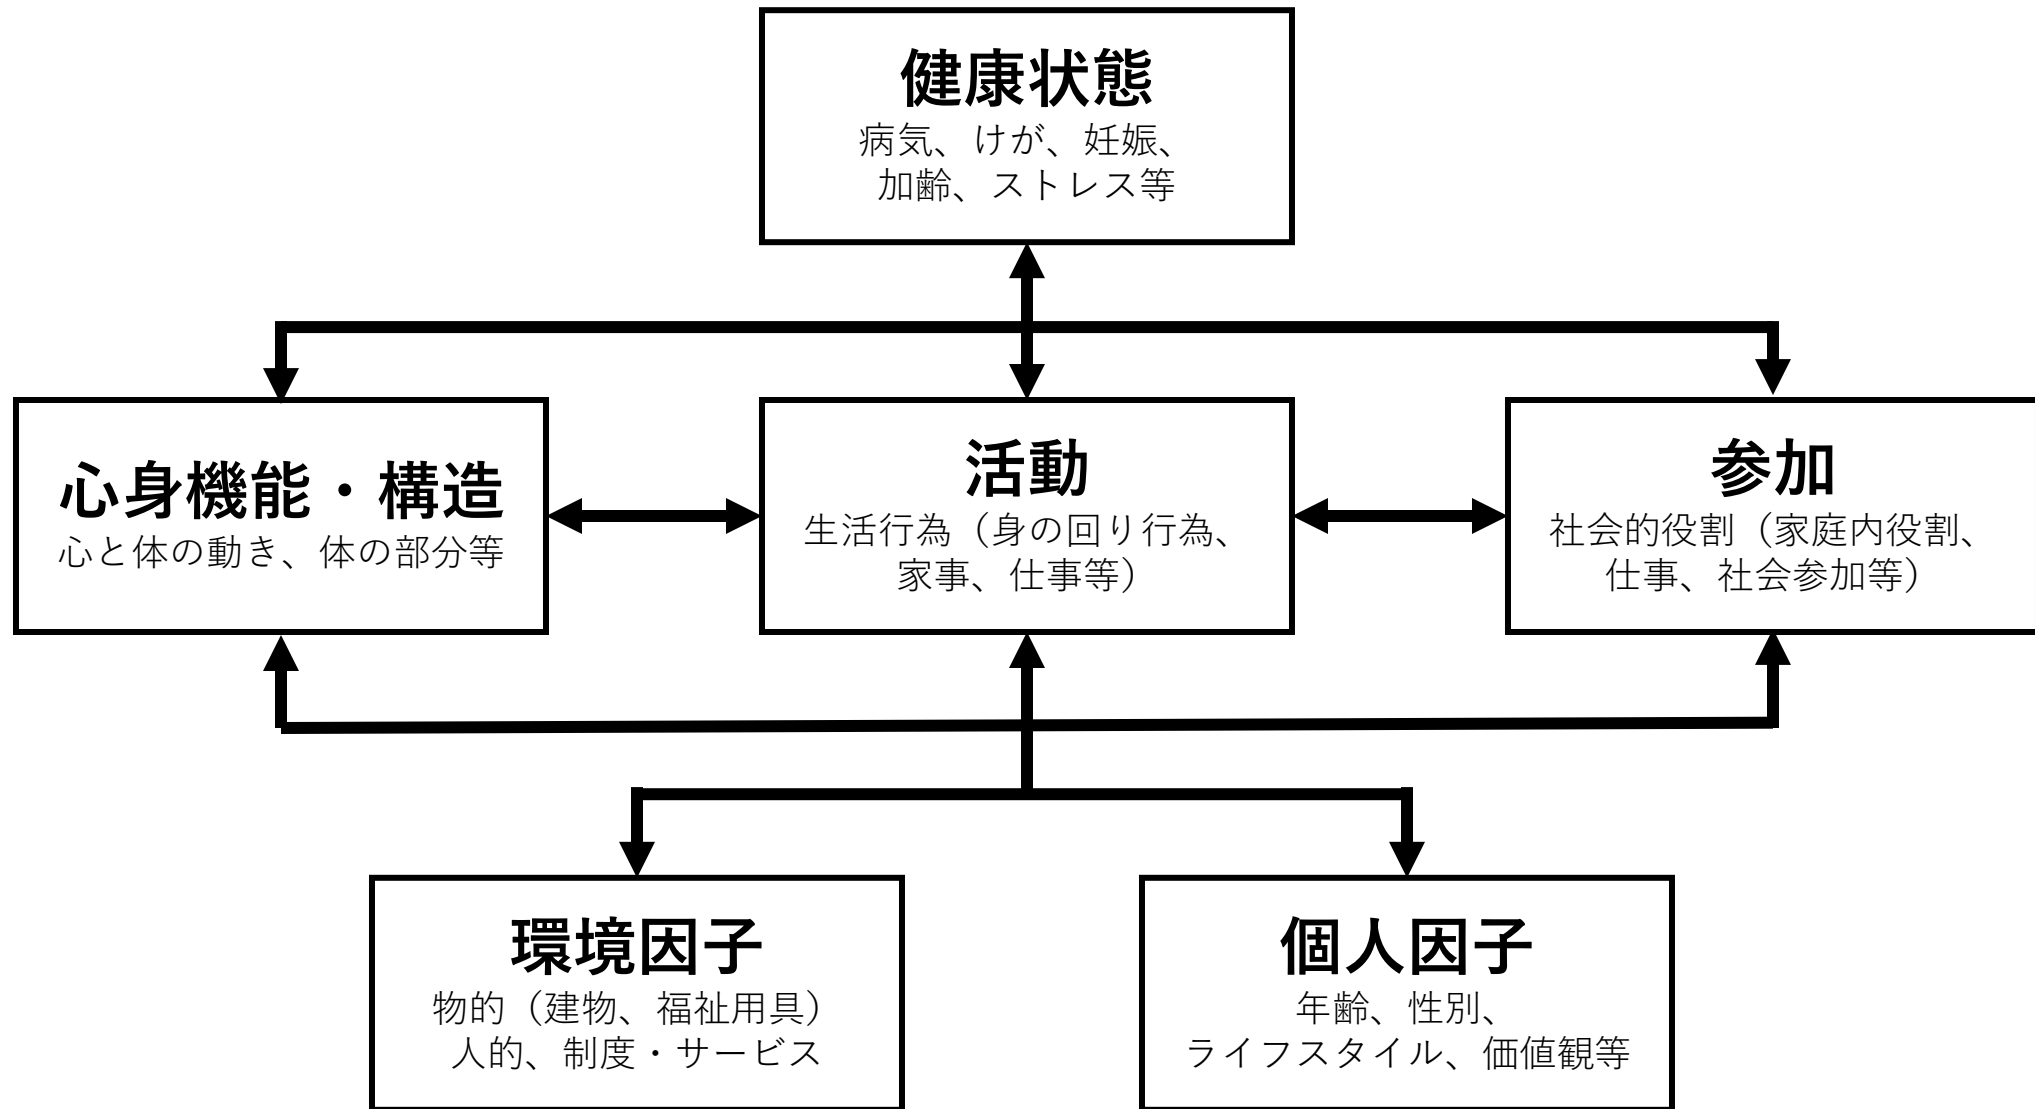 健康状態
病気、けが、妊娠、
加齢、ストレス等
心身機能・構造
心と体の動き、体の部分等
活動
生活行為（身の回り行為、
家事、仕事等）
参加
社会的役割（家庭内役割、
仕事、社会参加等）
環境因子
物的（建物、福祉用具）
人的、制度・サービス
個人因子
年齢、性別、
ライフスタイル、価値観等